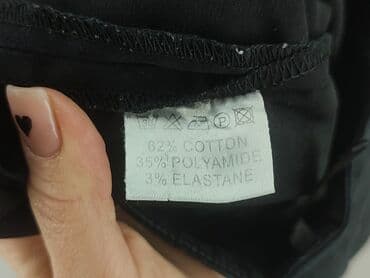 62% COTTON
35% POLYAMIDE
3% ELASTANE